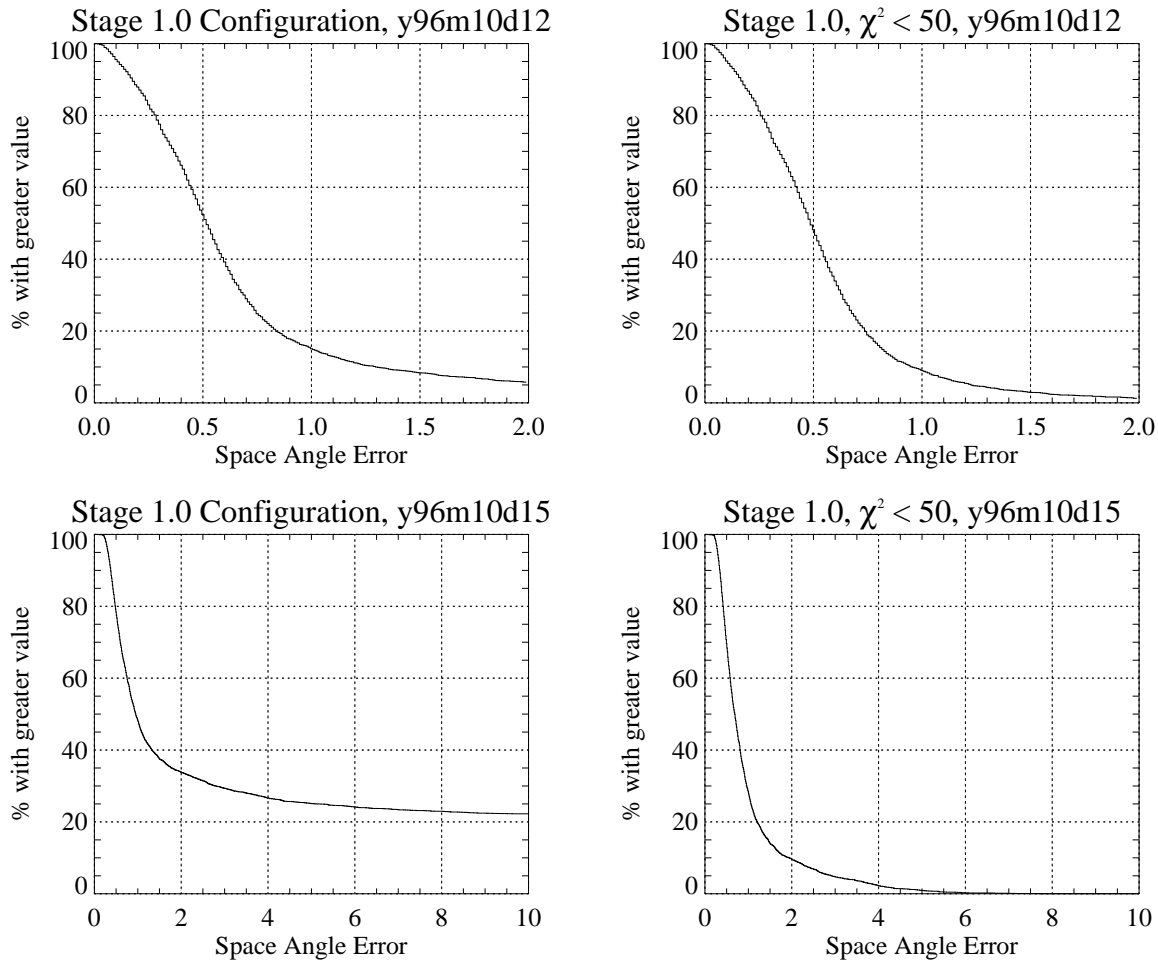 Stage 1.0 Configuration, y96m10d12
% with greater value
100
80
60
40
20
0
0.0 0.5 1.0 1.5 2.0
Space Angle Error
Stage 1.0, χ² < 50, y96m10d12
% with greater value
100
80
60
40
20
0
0.0 0.5 1.0 1.5 2.0
Space Angle Error
Stage 1.0 Configuration, y96m10d15
% with greater value
100
80
60
40
20
0
0 2 4 6 8 10
Space Angle Error
Stage 1.0, χ² < 50, y96m10d15
% with greater value
100
80
60
40
20
0
0 2 4 6 8 10
Space Angle Error